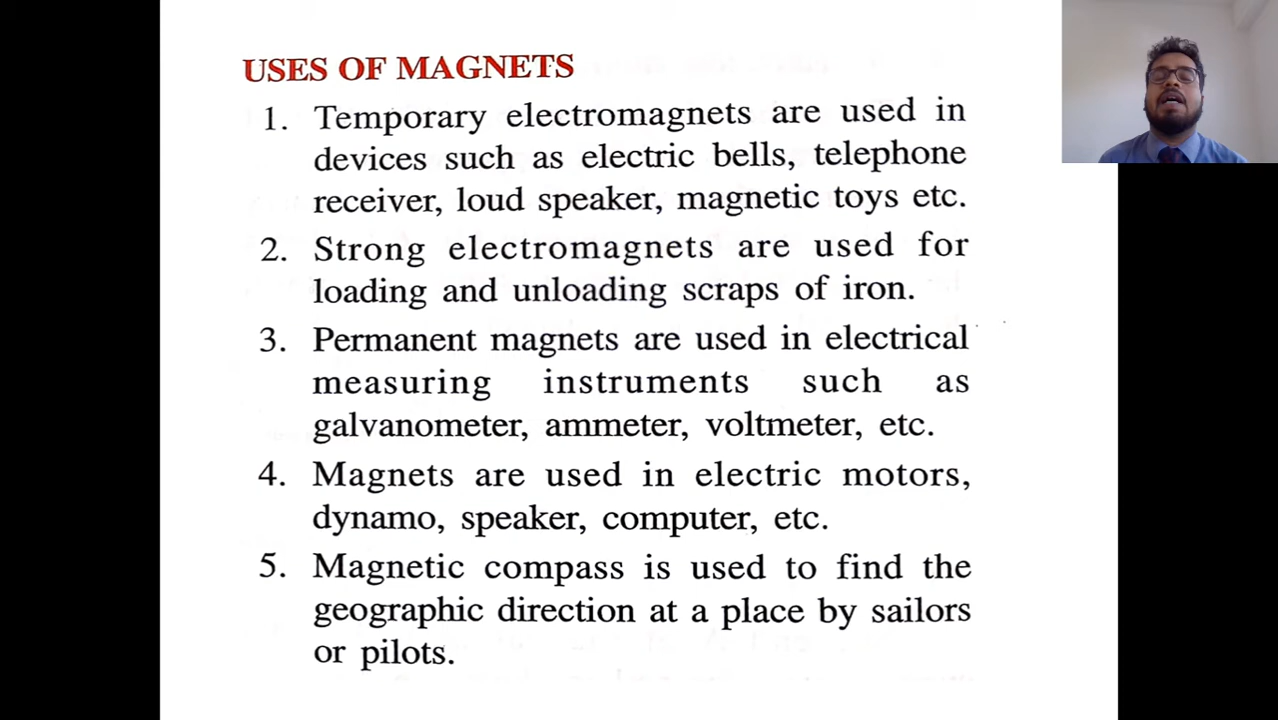 USES OF MAGNETS
1. Temporary electromagnets are used in
devices such as electric bells, telephone
receiver, loud speaker, magnetic toys etc.
2. Strong electromagnets are used for
loading and unloading scraps of iron.
3. Permanent magnets are used in electrical
measuring instruments such as
galvanometer, ammeter, voltmeter, etc.
4. Magnets are used in electric motors,
dynamo, speaker, computer, etc.
5. Magnetic compass is used to find the
geographic direction at a place by sailors
or pilots.